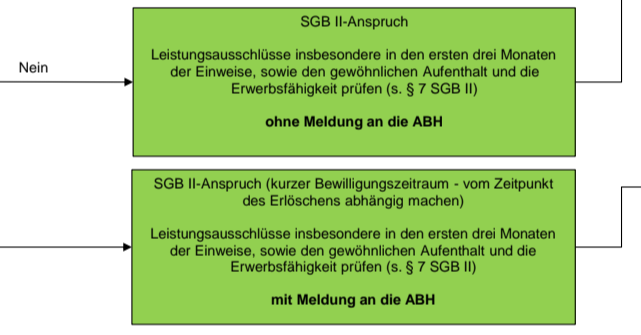 SGB II-Anspruch
Leistungsausschlüsse insbesondere in den ersten drei Monaten
der Einweise, sowie den gewöhnlichen Aufenthalt und die
Erwerbsfähigkeit prüfen (s. § 7 SGB II)
ohne Meldung an die ABH
Nein
SGB II-Anspruch (kurzer Bewilligungszeitraum - vom Zeitpunkt
des Erlöschens abhängig machen)
Leistungsausschlüsse insbesondere in den ersten drei Monaten
der Einweise, sowie den gewöhnlichen Aufenthalt und die
Erwerbsfähigkeit prüfen (s. § 7 SGB II)
mit Meldung an die ABH